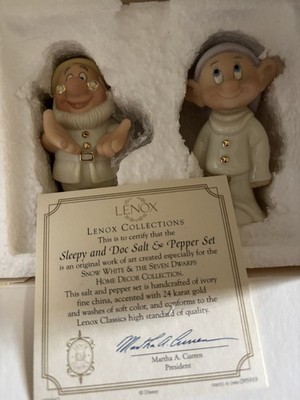 LENOX
LENOX COLLECTIONS
This is to certify that the
Sleepy and Doc Salt & Pepper Set
is an original work of art created especially for the
SNOW WHITE & THE SEVEN DWARFS
HOME DECOR COLLECTION.
This salt and pepper set is handcrafted of ivory
fine china, accented with 24 karat gold
and washes of soft color, and conforms to the
Lenox Classics high standard of quality.
Martha A. Curren
Martha A. Curren
President
© Disney